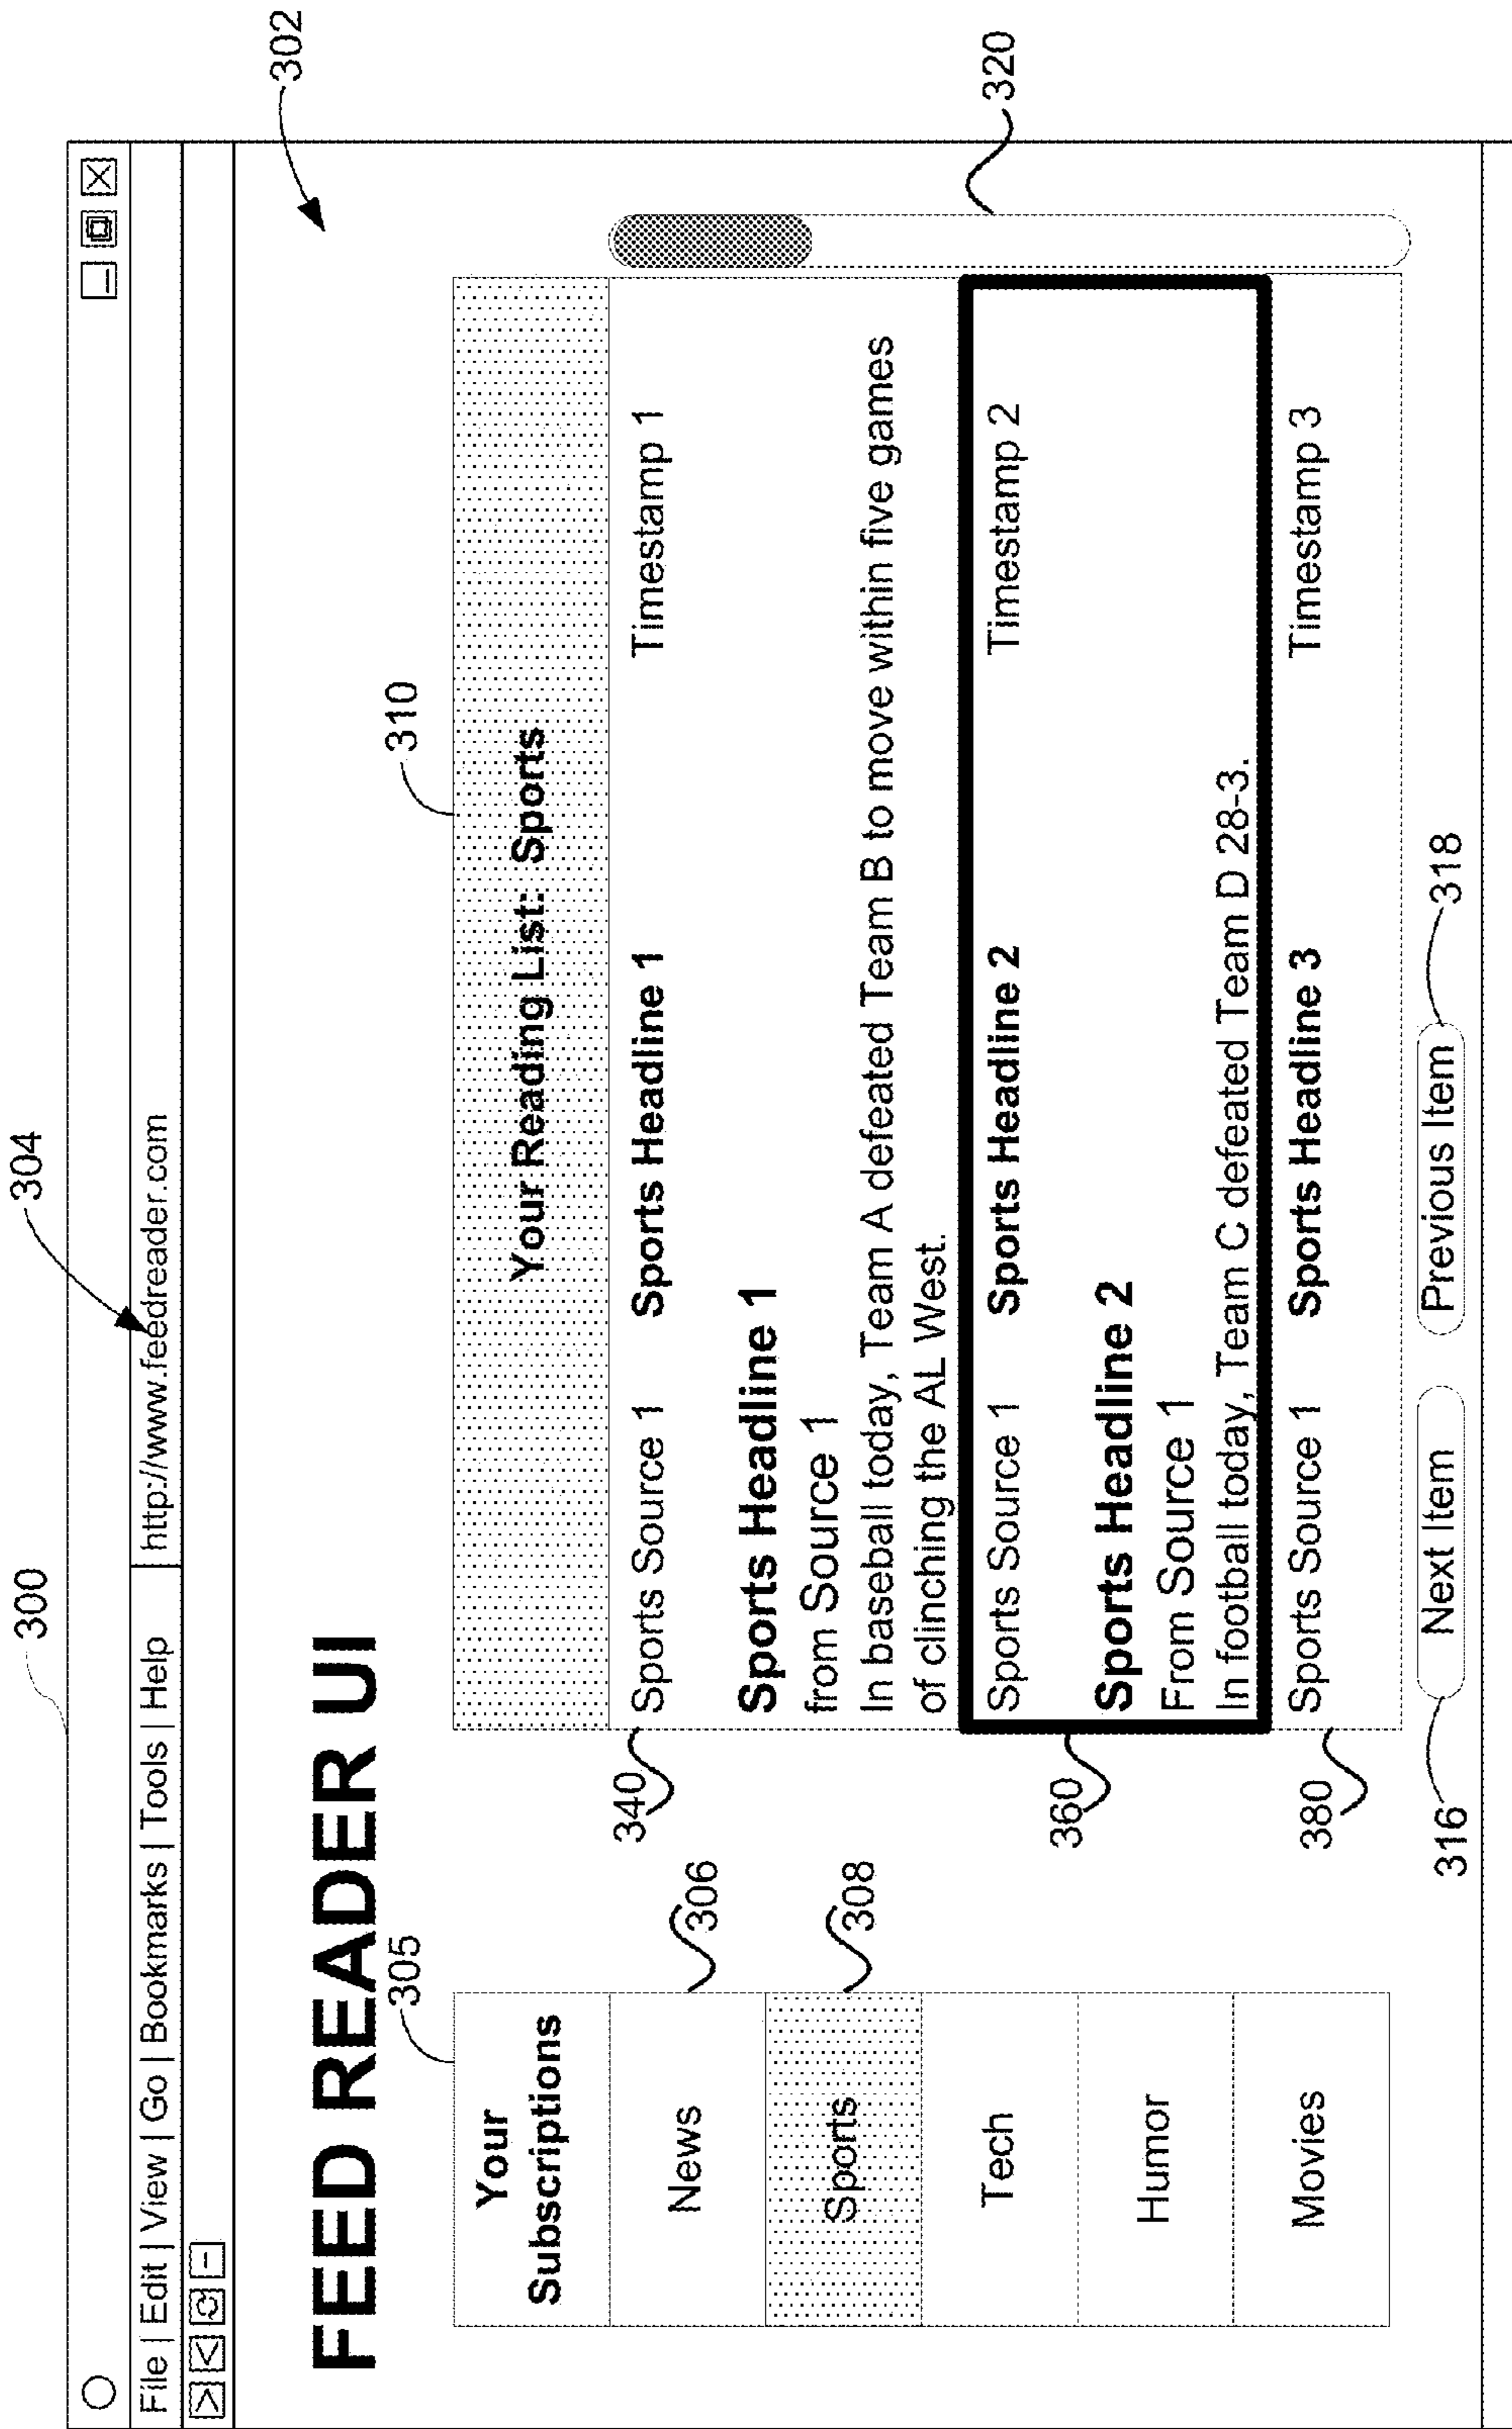 300
304
302
File | Edit | View | Go | Bookmarks | Tools | Help
http://www.feedreader.com
FEED READER UI
305
310
Your
Subscriptions
News
306
Sports
308
Tech
Humor
Movies
Your Reading List: Sports
320
340
Sports Source 1 Sports Headline 1 Timestamp 1
Sports Headline 1
from Source 1
In baseball today, Team A defeated Team B to move within five games
of clinching the AL West.
360
Sports Source 1 Sports Headline 2 Timestamp 2
Sports Headline 2
From Source 1
In football today, Team C defeated Team D 28-3.
380
Sports Source 1 Sports Headline 3 Timestamp 3
316
Next Item
Previous Item
318